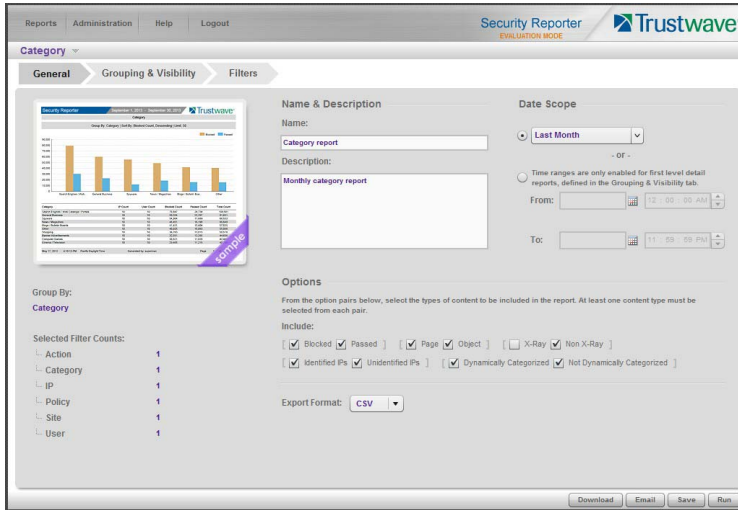 Reports Administration Help Logout
Security Reporter
EVALUATION MODE
Trustwave
Category
General Grouping & Visibility Filters
Security Reporter
Trustwave
Category
sample
Group By:
Category
Selected Filter Counts:
Action 1
Category 1
IP 1
Policy 1
Site 1
User 1
Name & Description
Name:
Category report
Description:
Monthly category report
Date Scope
Last Month
- or -
Time ranges are only enabled for first level detail
reports, defined in the Grouping & Visibility tab.
From: 12 : 00 : 00 AM
To: 11 : 59 : 59 PM
Options
From the option pairs below, select the types of content to be included in the report. At least one content type must be
selected from each pair.
Include:
[ Blocked Passed ] [ Page Object ] [ X-Ray Non X-Ray ]
[ Identified IPs Unidentified IPs ] [ Dynamically Categorized Not Dynamically Categorized ]
Export Format: CSV
Download Email Save Run